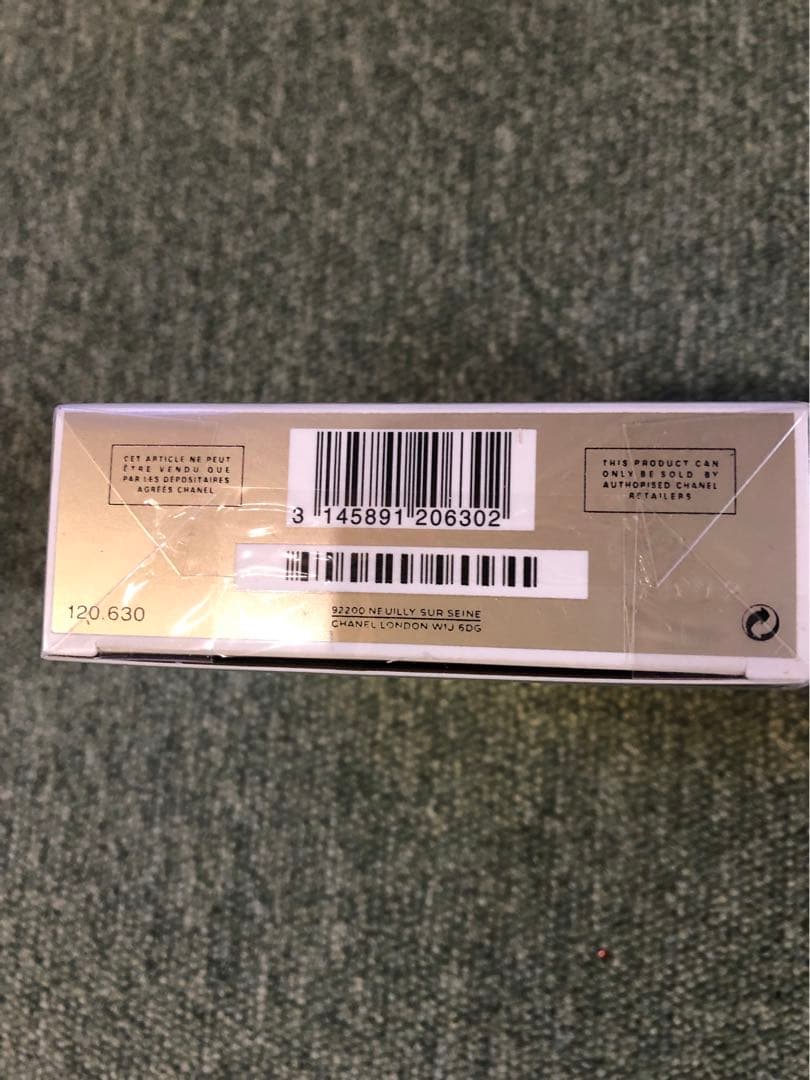 CET ARTICLE NE PEUT
ÊTRE VENDU QUE
PAR LES DÉPOSITAIRES
AGRÉÉS CHANEL
3 145891 206302
THIS PRODUCT CAN
ONLY BE SOLD BY
AUTHORISED CHANEL
RETAILERS
120.630
92200 NEUILLY SUR SEINE
CHANEL LONDON W1J 6DG